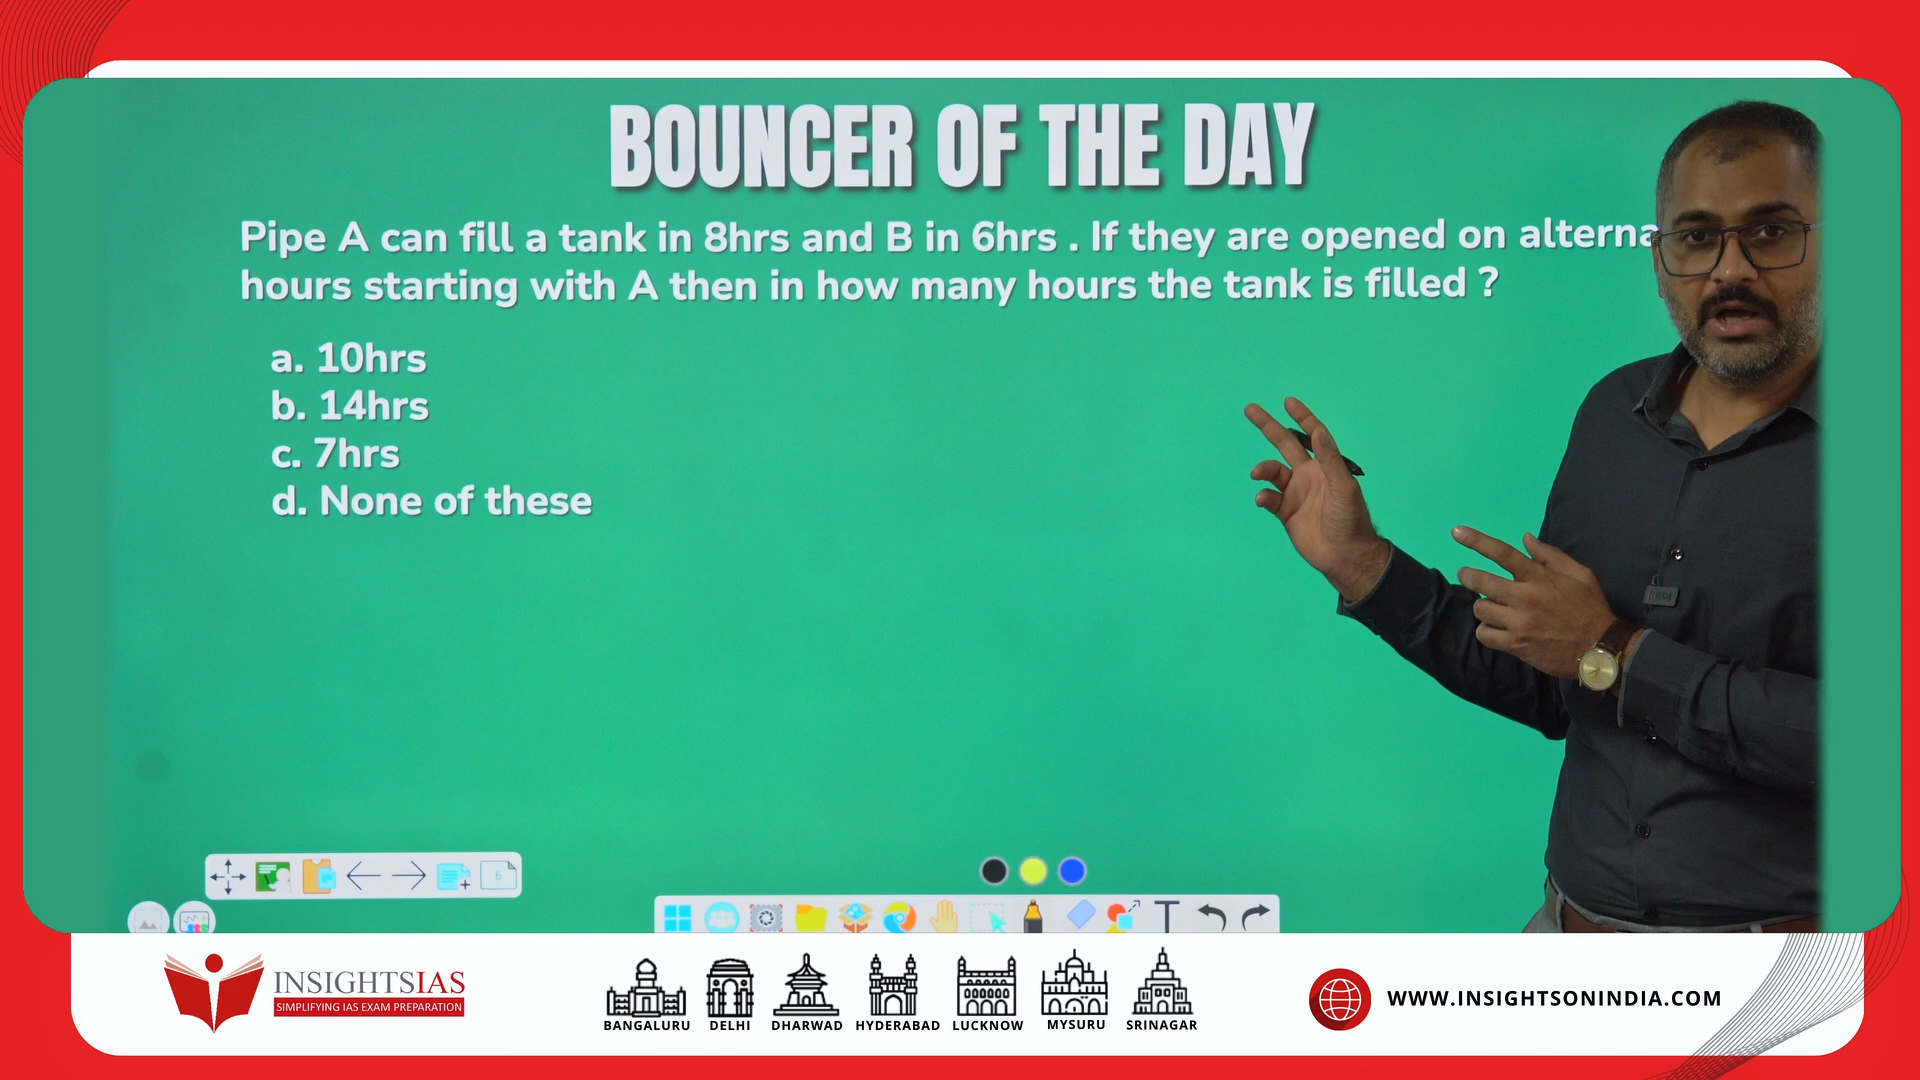 BOUNCER OF THE DAY
Pipe A can fill a tank in 8hrs and B in 6hrs . If they are opened on alterna
hours starting with A then in how many hours the tank is filled ?
a. 10hrs
b. 14hrs
c. 7hrs
d. None of these
6
T
INSIGHTSIAS
SIMPLIFYING IAS EXAM PREPARATION
BANGALURU DELHI DHARWAD HYDERABAD LUCKNOW MYSURU SRINAGAR
WWW.INSIGHTSONINDIA.COM